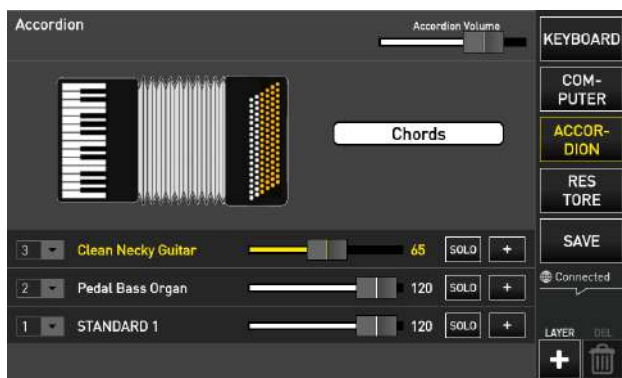 Accordion
Accordion Volume
KEYBOARD
COM-
PUTER
ACCOR-
DION
RES
TORE
SAVE
Connected
LAYER DEL
Chords
3 Clean Necky Guitar 65 SOLO +
2 Pedal Bass Organ 120 SOLO +
1 STANDARD 1 120 SOLO +
+